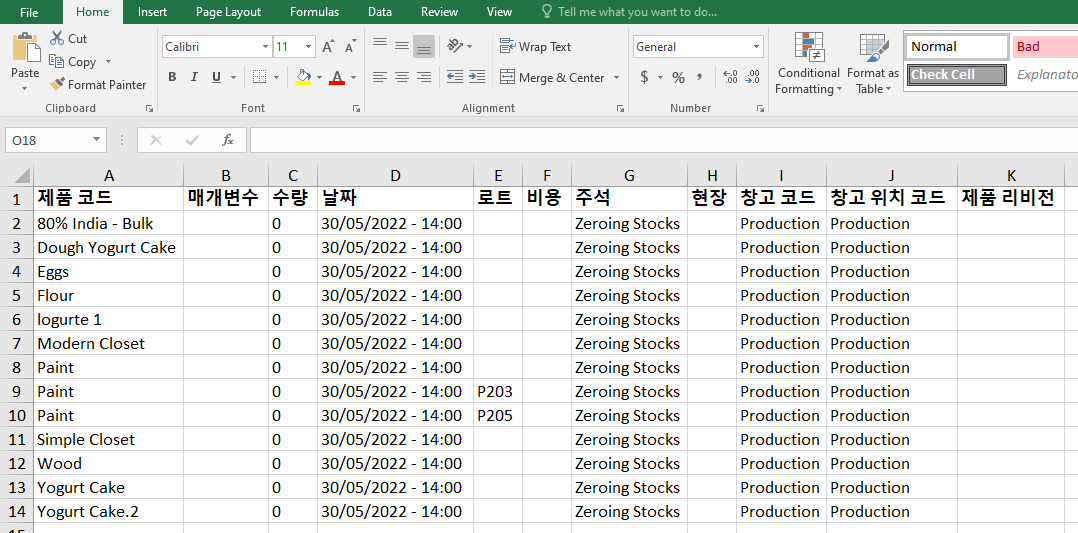 File Home Insert Page Layout Formulas Data Review View Tell me what you want to do...
Paste Cut Copy Format Painter
Calibri 11
B I U
Wrap Text
Merge & Center
General
$ % ,
Conditional Formatting
Format as Table
Normal Bad
Check Cell Explanato
Clipboard Font Alignment Number
O18 fx
A B C D E F G H I J K
1 제품 코드 매개변수 수량 날짜 로트 비용 주석 현장 창고 코드 창고 위치 코드 제품 리비전
2 80% India - Bulk 0 30/05/2022 - 14:00 Zeroing Stocks Production Production
3 Dough Yogurt Cake 0 30/05/2022 - 14:00 Zeroing Stocks Production Production
4 Eggs 0 30/05/2022 - 14:00 Zeroing Stocks Production Production
5 Flour 0 30/05/2022 - 14:00 Zeroing Stocks Production Production
6 Iogurte 1 0 30/05/2022 - 14:00 Zeroing Stocks Production Production
7 Modern Closet 0 30/05/2022 - 14:00 Zeroing Stocks Production Production
8 Paint 0 30/05/2022 - 14:00 Zeroing Stocks Production Production
9 Paint 0 30/05/2022 - 14:00 P203 Zeroing Stocks Production Production
10 Paint 0 30/05/2022 - 14:00 P205 Zeroing Stocks Production Production
11 Simple Closet 0 30/05/2022 - 14:00 Zeroing Stocks Production Production
12 Wood 0 30/05/2022 - 14:00 Zeroing Stocks Production Production
13 Yogurt Cake 0 30/05/2022 - 14:00 Zeroing Stocks Production Production
14 Yogurt Cake.2 0 30/05/2022 - 14:00 Zeroing Stocks Production Production